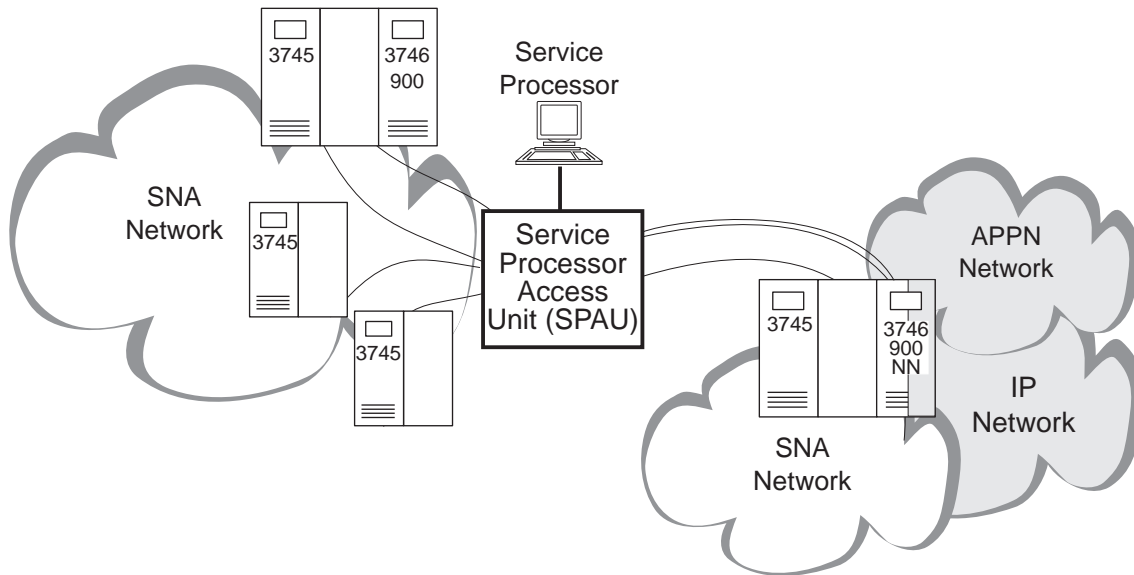 3745
3746
900
Service
Processor
SNA
Network
3745
3745
Service
Processor
Access
Unit (SPAU)
APPN
Network
3745
3746
900
NN
IP
Network
SNA
Network